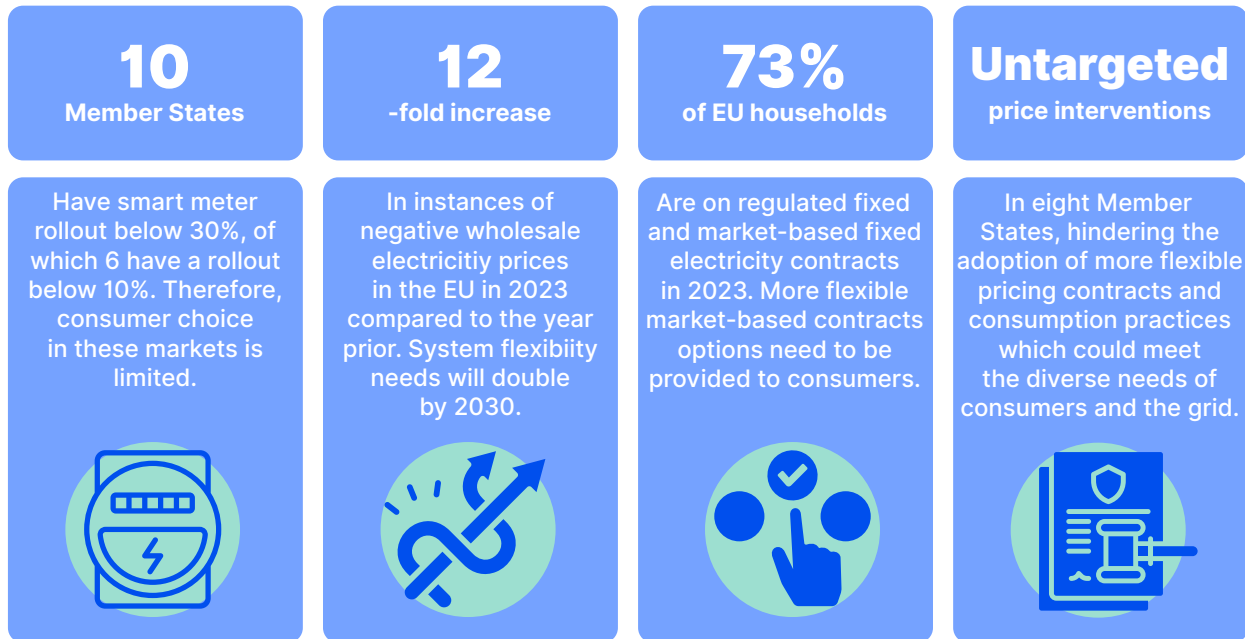 10
Member States
Have smart meter
rollout below 30%, of
which 6 have a rollout
below 10%. Therefore,
consumer choice
in these markets is
limited.
12
-fold increase
In instances of
negative wholesale
electricitiy prices
in the EU in 2023
compared to the year
prior. System flexibiity
needs will double
by 2030.
73%
of EU households
Are on regulated fixed
and market-based fixed
electricity contracts
in 2023. More flexible
market-based contracts
options need to be
provided to consumers.
Untargeted
price interventions
In eight Member
States, hindering the
adoption of more flexible
pricing contracts and
consumption practices
which could meet
the diverse needs of
consumers and the grid.